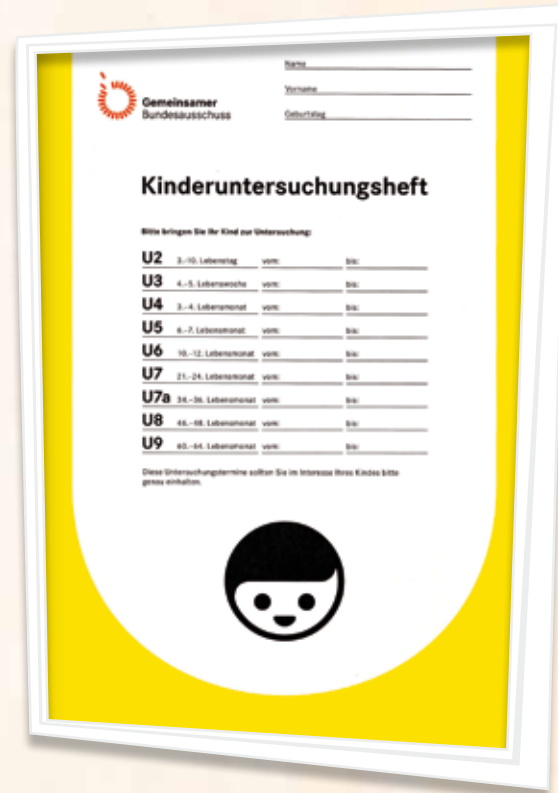 Name
Vorname
Geburtstag
Gemeinsamer
Bundesausschuss
Kinderuntersuchungsheft
Bitte bringen Sie Ihr Kind zur Untersuchung:
U2 3.-10. Lebenstag vom: bis:
U3 4.-5. Lebenswoche vom: bis:
U4 3.-4. Lebensmonat vom: bis:
U5 6.-7. Lebensmonat vom: bis:
U6 10.-12. Lebensmonat vom: bis:
U7 21.-24. Lebensmonat vom: bis:
U7a 34.-36. Lebensmonat vom: bis:
U8 46.-48. Lebensmonat vom: bis:
U9 60.-64. Lebensmonat vom: bis:
Diese Untersuchungstermine sollten Sie im Interesse Ihres Kindes bitte
genau einhalten.